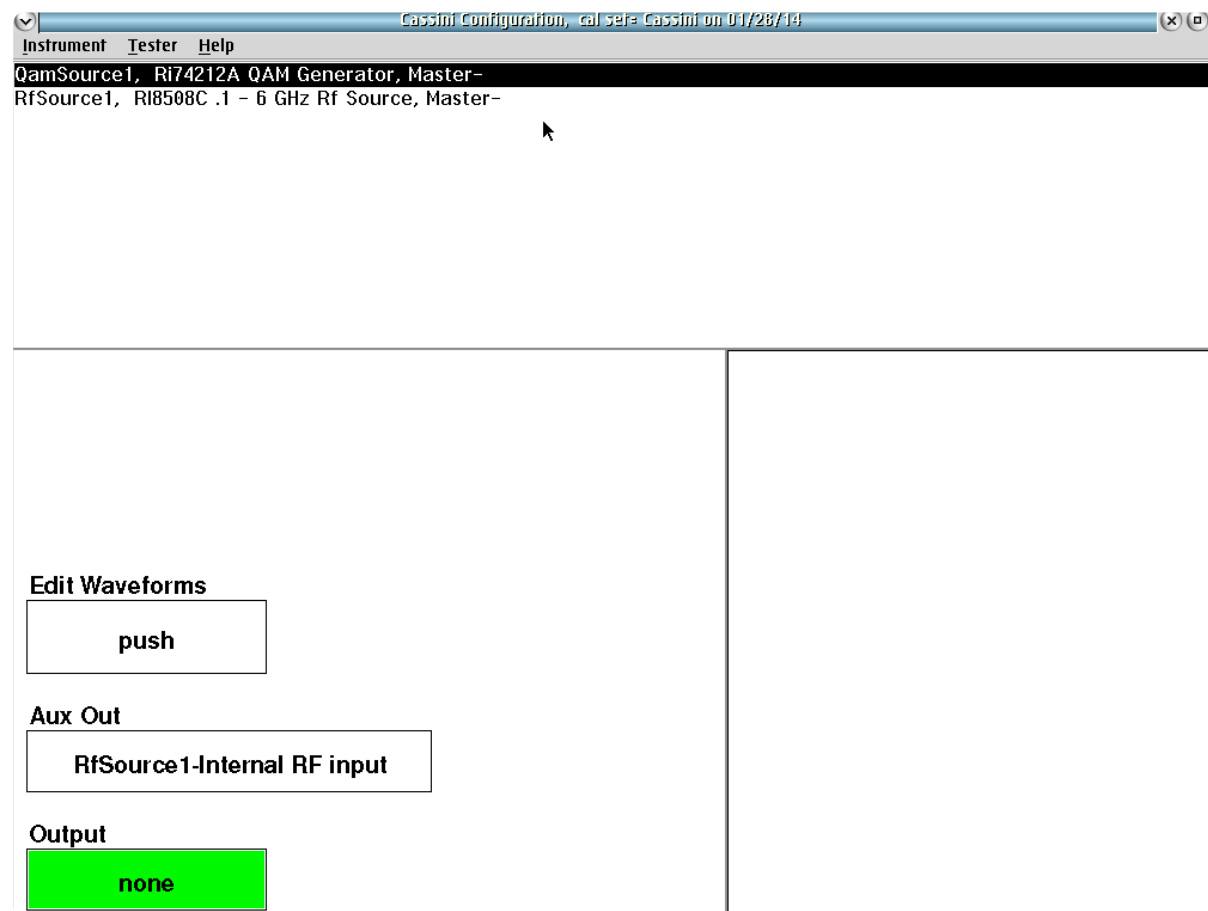 Cassini Configuration, cal set= Cassini on 01/28/14
Instrument Tester Help
QamSource1, Ri74212A QAM Generator, Master-
RfSource1, RI8508C .1 - 6 GHz Rf Source, Master-
Edit Waveforms
push
Aux Out
RfSource1-Internal RF input
Output
none